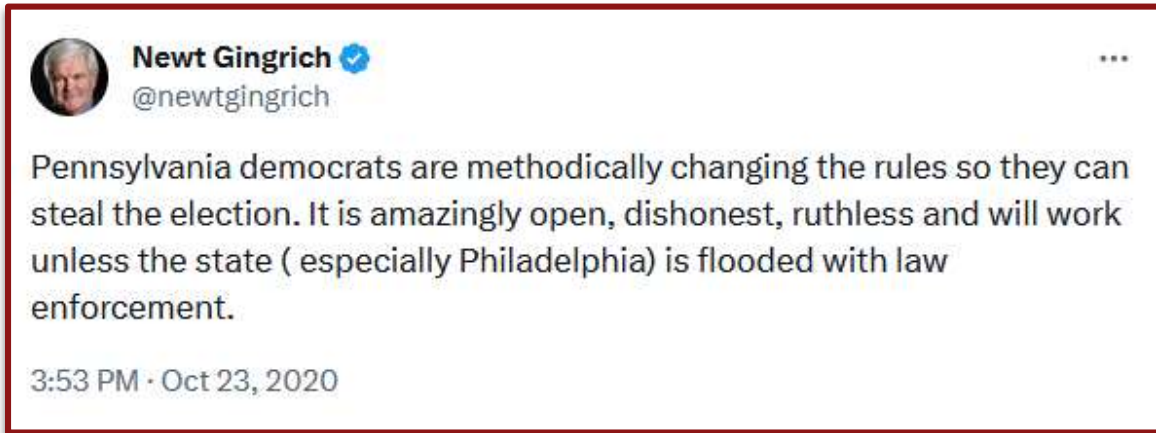 Newt Gingrich
@newtgingrich
Pennsylvania democrats are methodically changing the rules so they can
steal the election. It is amazingly open, dishonest, ruthless and will work
unless the state ( especially Philadelphia) is flooded with law
enforcement.
3:53 PM · Oct 23, 2020